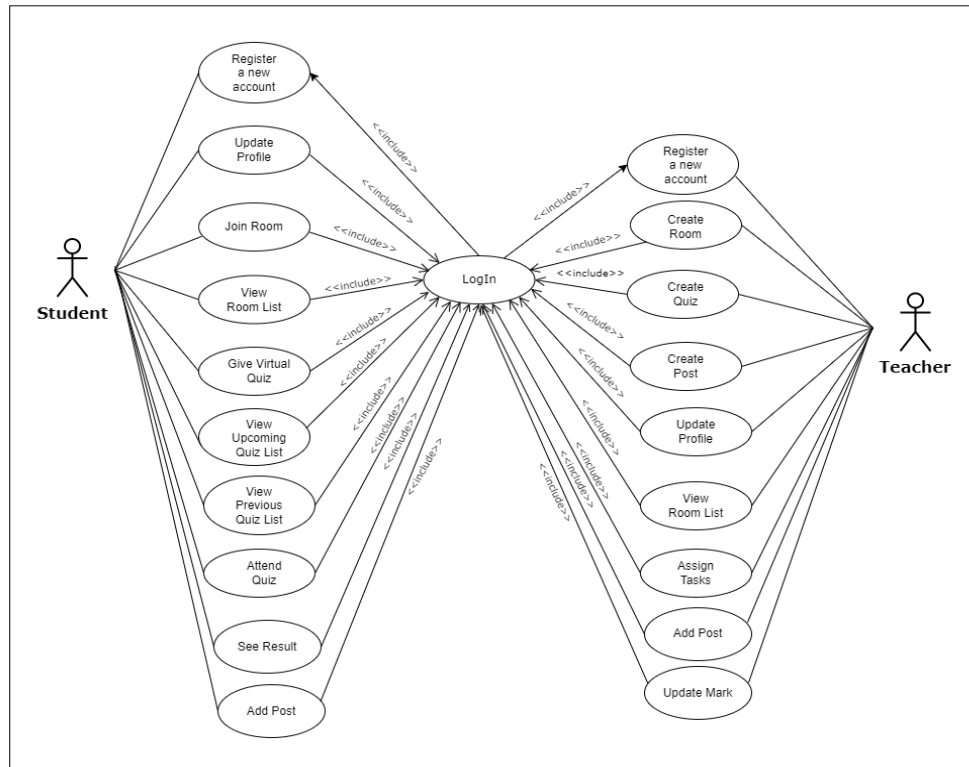 Register
a new
account
<<include>>
Update
Profile
<<include>>
Join Room
<<include>>
View
Room List
<<include>>
Student
Give Virtual
Quiz
<<include>>
View
Upcoming
Quiz List
<<include>>
View
Previous
Quiz List
<<include>>
Attend
Quiz
<<include>>
See Result
<<include>>
Add Post
<<include>>
LogIn
Register
a new
account
<<include>>
Create
Room
<<include>>
Create
Quiz
<<include>>
Create
Post
<<include>>
Teacher
Update
Profile
<<include>>
View
Room List
<<include>>
Assign
Tasks
<<include>>
Add Post
<<include>>
Update Mark
<<include>>